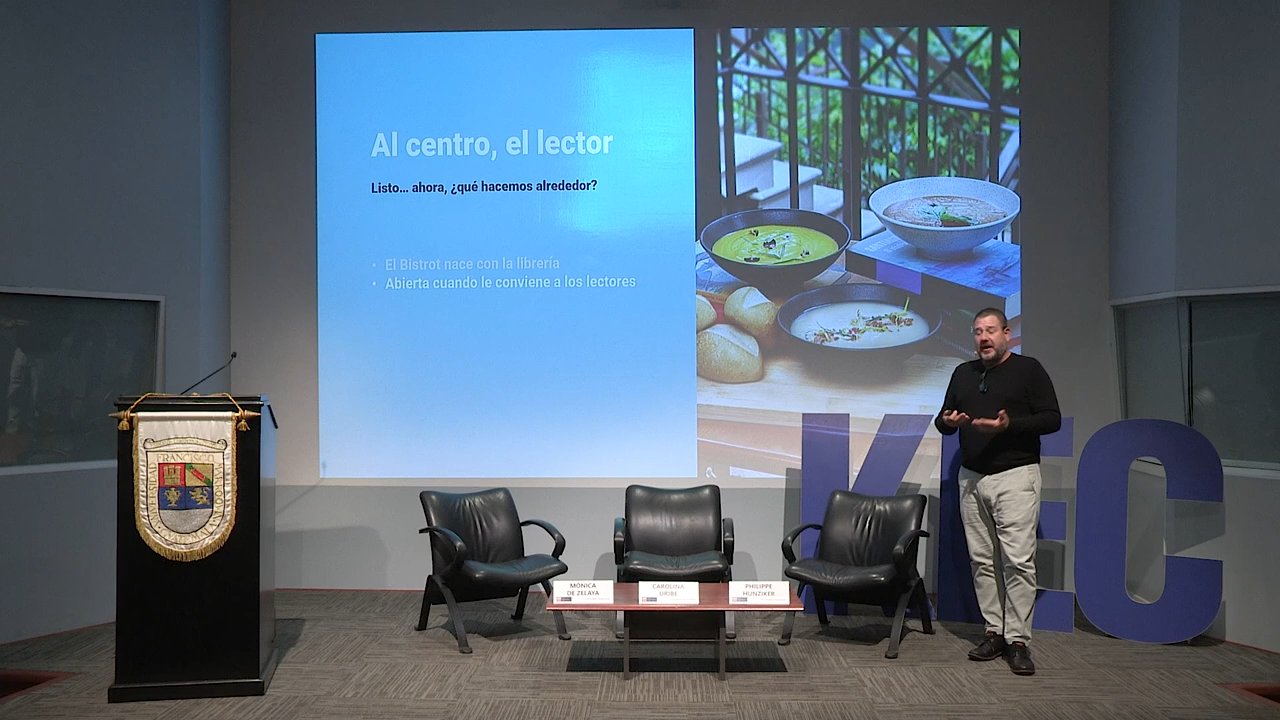 Al centro, el lector
Listo... ahora, ¿qué hacemos alrededor?
• El Bistrot nace con la librería
• Abierta cuando le conviene a los lectores
FRANCISCO
MÓNICA
DE ZELAYA
CAROLINA
URIBE
PHILIPPE
HUNZIKER
KEC